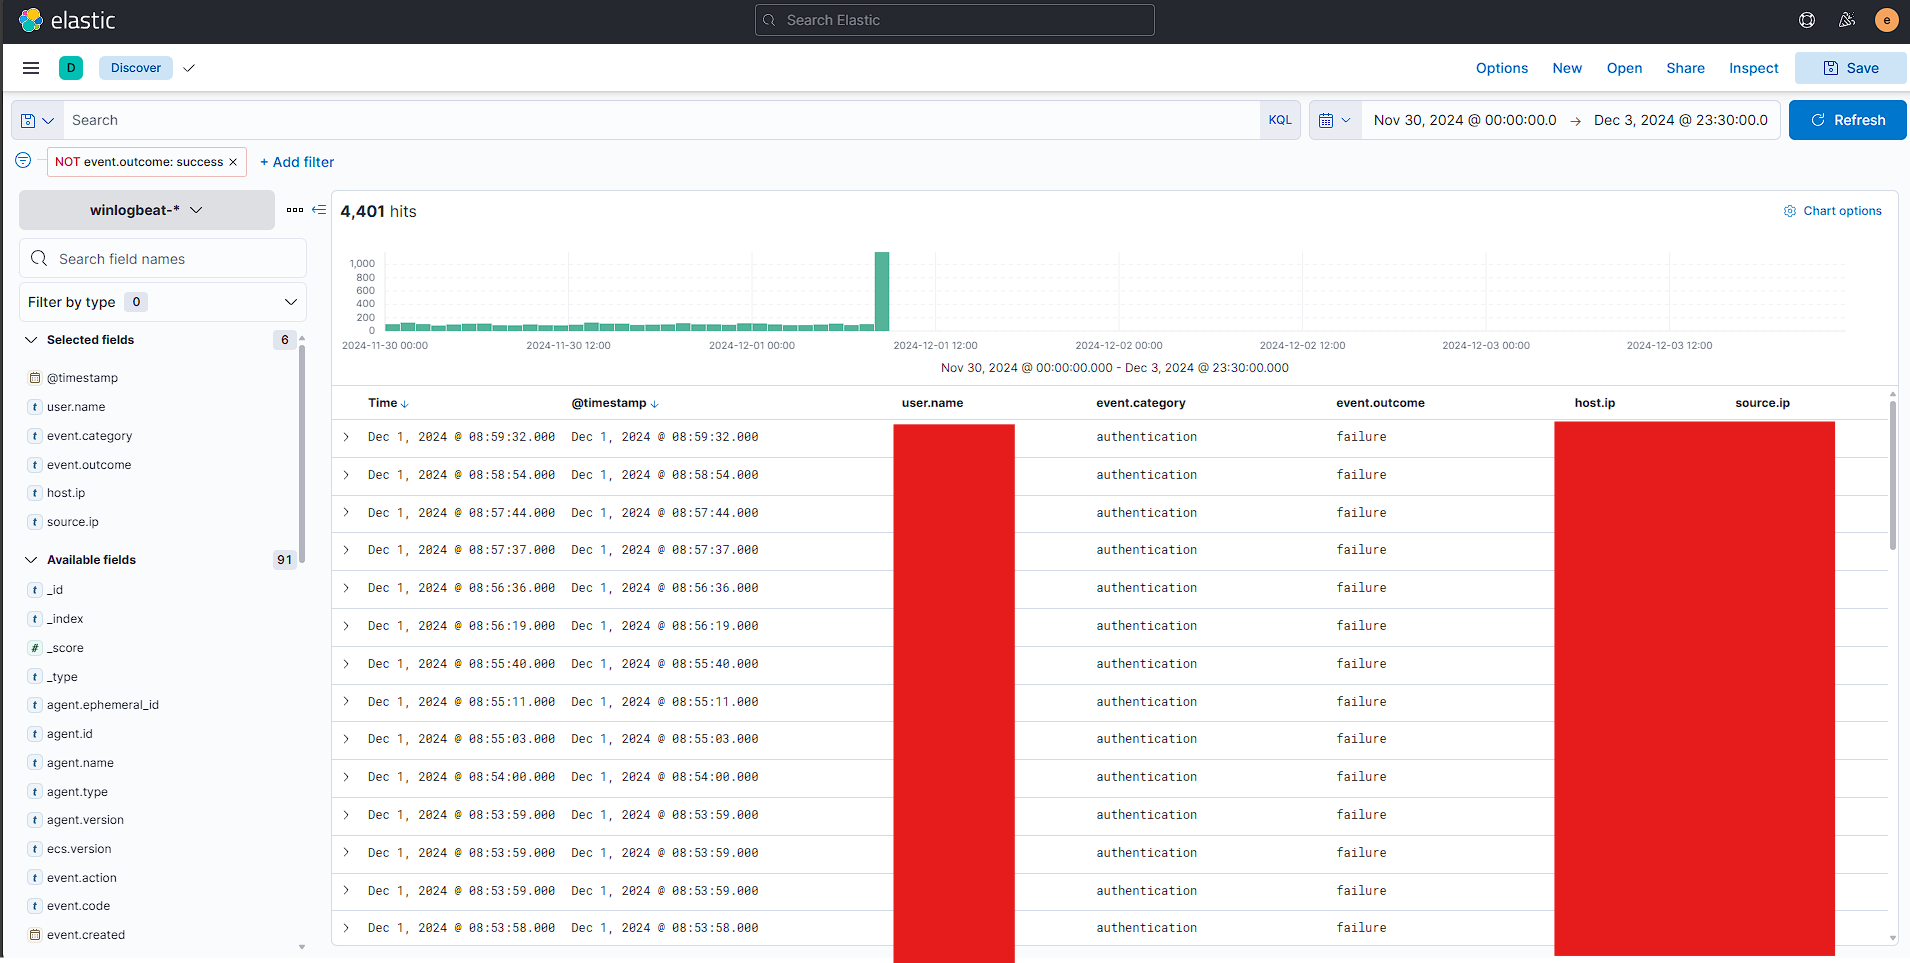 elastic
Search Elastic
e
D Discover
Options New Open Share Inspect Save
Search
KQL
Nov 30, 2024 @ 00:00:00.0 → Dec 3, 2024 @ 23:30:00.0
Refresh
NOT event.outcome: success × + Add filter
winlogbeat-*
Search field names
Filter by type 0
Selected fields 6
@timestamp
user.name
event.category
event.outcome
host.ip
source.ip
Available fields 91
_id
_index
_score
_type
agent.ephemeral_id
agent.id
agent.name
agent.type
agent.version
ecs.version
event.action
event.code
event.created
4,401 hits
Chart options
1,000
800
600
400
200
0
2024-11-30 00:00 2024-11-30 12:00 2024-12-01 00:00 2024-12-01 12:00 2024-12-02 00:00 2024-12-02 12:00 2024-12-03 00:00 2024-12-03 12:00
Nov 30, 2024 @ 00:00:00.000 - Dec 3, 2024 @ 23:30:00.000
Time ↓ @timestamp ↓ user.name event.category event.outcome host.ip source.ip
Dec 1, 2024 @ 08:59:32.000 Dec 1, 2024 @ 08:59:32.000 authentication failure
Dec 1, 2024 @ 08:58:54.000 Dec 1, 2024 @ 08:58:54.000 authentication failure
Dec 1, 2024 @ 08:57:44.000 Dec 1, 2024 @ 08:57:44.000 authentication failure
Dec 1, 2024 @ 08:57:37.000 Dec 1, 2024 @ 08:57:37.000 authentication failure
Dec 1, 2024 @ 08:56:36.000 Dec 1, 2024 @ 08:56:36.000 authentication failure
Dec 1, 2024 @ 08:56:19.000 Dec 1, 2024 @ 08:56:19.000 authentication failure
Dec 1, 2024 @ 08:55:40.000 Dec 1, 2024 @ 08:55:40.000 authentication failure
Dec 1, 2024 @ 08:55:11.000 Dec 1, 2024 @ 08:55:11.000 authentication failure
Dec 1, 2024 @ 08:55:03.000 Dec 1, 2024 @ 08:55:03.000 authentication failure
Dec 1, 2024 @ 08:54:00.000 Dec 1, 2024 @ 08:54:00.000 authentication failure
Dec 1, 2024 @ 08:53:59.000 Dec 1, 2024 @ 08:53:59.000 authentication failure
Dec 1, 2024 @ 08:53:59.000 Dec 1, 2024 @ 08:53:59.000 authentication failure
Dec 1, 2024 @ 08:53:59.000 Dec 1, 2024 @ 08:53:59.000 authentication failure
Dec 1, 2024 @ 08:53:58.000 Dec 1, 2024 @ 08:53:58.000 authentication failure